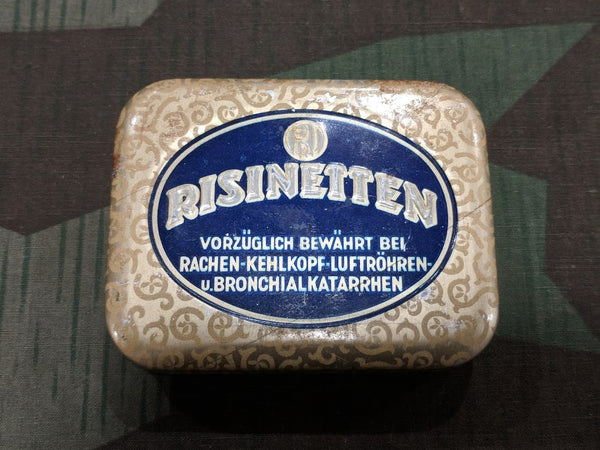 RISINETTEN
VORZÜGLICH BEWÄHRT BEI
RACHEN-KEHLKOPF-LUFTRÖHREN-
u.BRONCHIALKATARRHEN